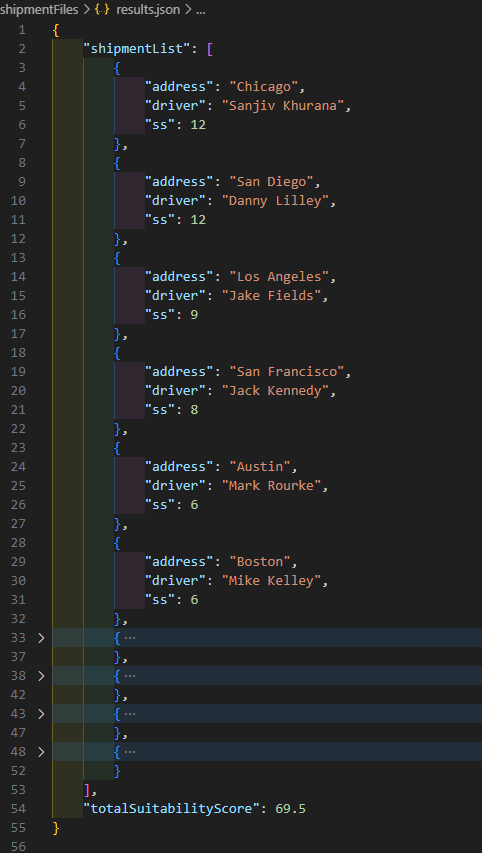 shipmentFiles > {..} results.json > ...
1 {
2 "shipmentList": [
3 {
4 "address": "Chicago",
5 "driver": "Sanjiv Khurana",
6 "ss": 12
7 },
8 {
9 "address": "San Diego",
10 "driver": "Danny Lilley",
11 "ss": 12
12 },
13 {
14 "address": "Los Angeles",
15 "driver": "Jake Fields",
16 "ss": 9
17 },
18 {
19 "address": "San Francisco",
20 "driver": "Jack Kennedy",
21 "ss": 8
22 },
23 {
24 "address": "Austin",
25 "driver": "Mark Rourke",
26 "ss": 6
27 },
28 {
29 "address": "Boston",
30 "driver": "Mike Kelley",
31 "ss": 6
32 },
33 > { ...
37 },
38 > { ...
42 },
43 > { ...
47 },
48 > { ...
52 }
53 ],
54 "totalSuitabilityScore": 69.5
55 }
56